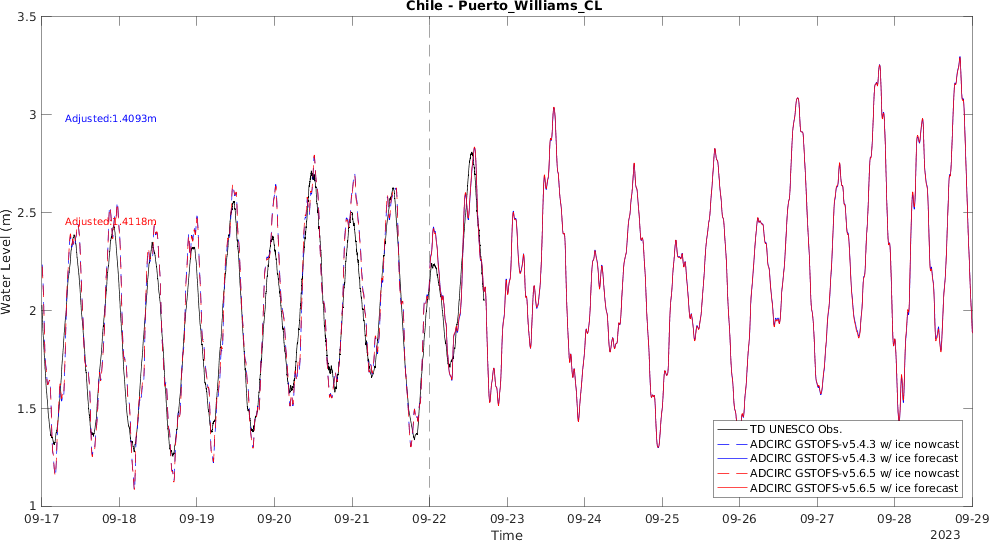 Chile - Puerto_Williams_CL
3.5
3
2.5
2
1.5
1
Water Level (m)
Adjusted:1.4093m
Adjusted:1.4118m
TD UNESCO Obs.
ADCIRC GSTOFS-v5.4.3 w/ ice nowcast
ADCIRC GSTOFS-v5.4.3 w/ ice forecast
ADCIRC GSTOFS-v5.6.5 w/ ice nowcast
ADCIRC GSTOFS-v5.6.5 w/ ice forecast
09-17 09-18 09-19 09-20 09-21 09-22 09-23 09-24 09-25 09-26 09-27 09-28 09-29
Time
2023